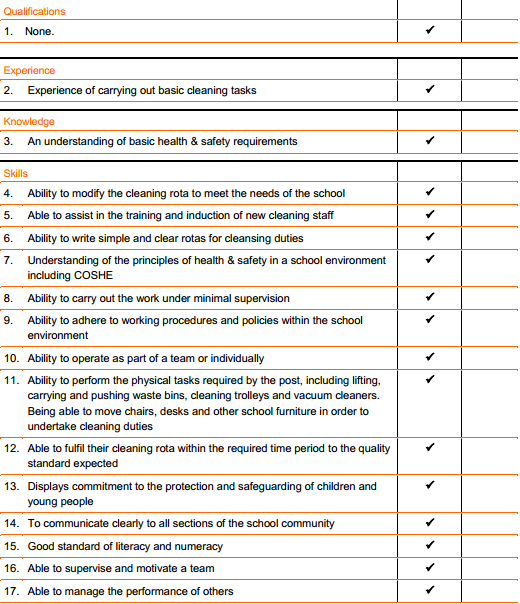 Qualifications
1. None. ✔
Experience
2. Experience of carrying out basic cleaning tasks ✔
Knowledge
3. An understanding of basic health & safety requirements ✔
Skills
4. Ability to modify the cleaning rota to meet the needs of the school ✔
5. Able to assist in the training and induction of new cleaning staff ✔
6. Ability to write simple and clear rotas for cleansing duties ✔
7. Understanding of the principles of health & safety in a school environment ✔
including COSHE
8. Ability to carry out the work under minimal supervision ✔
9. Ability to adhere to working procedures and policies within the school ✔
environment
10. Ability to operate as part of a team or individually ✔
11. Ability to perform the physical tasks required by the post, including lifting, ✔
carrying and pushing waste bins, cleaning trolleys and vacuum cleaners.
Being able to move chairs, desks and other school furniture in order to
undertake cleaning duties
12. Able to fulfil their cleaning rota within the required time period to the quality ✔
standard expected
13. Displays commitment to the protection and safeguarding of children and ✔
young people
14. To communicate clearly to all sections of the school community ✔
15. Good standard of literacy and numeracy ✔
16. Able to supervise and motivate a team ✔
17. Able to manage the performance of others ✔